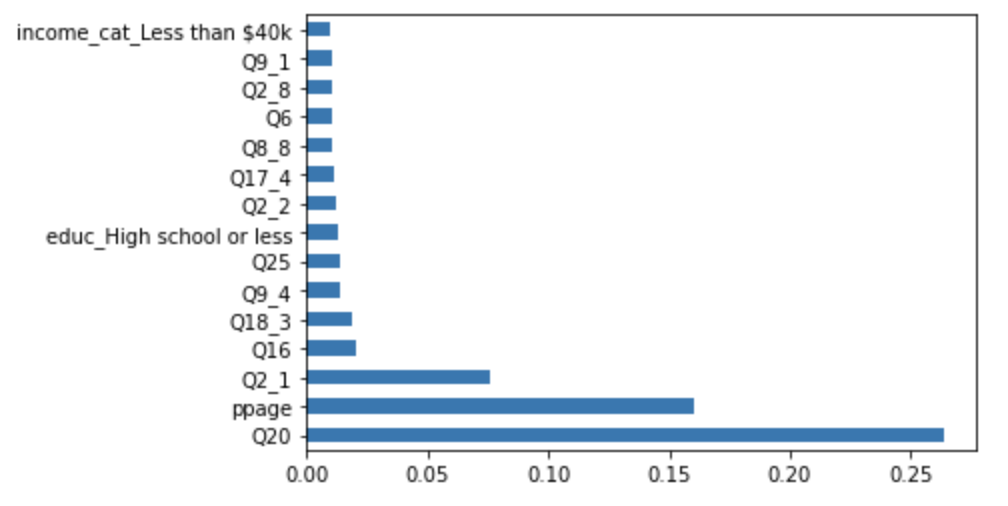 income_cat_Less than $40k
Q9_1
Q2_8
Q6
Q8_8
Q17_4
Q2_2
educ_High school or less
Q25
Q9_4
Q18_3
Q16
Q2_1
ppage
Q20
0.00 0.05 0.10 0.15 0.20 0.25